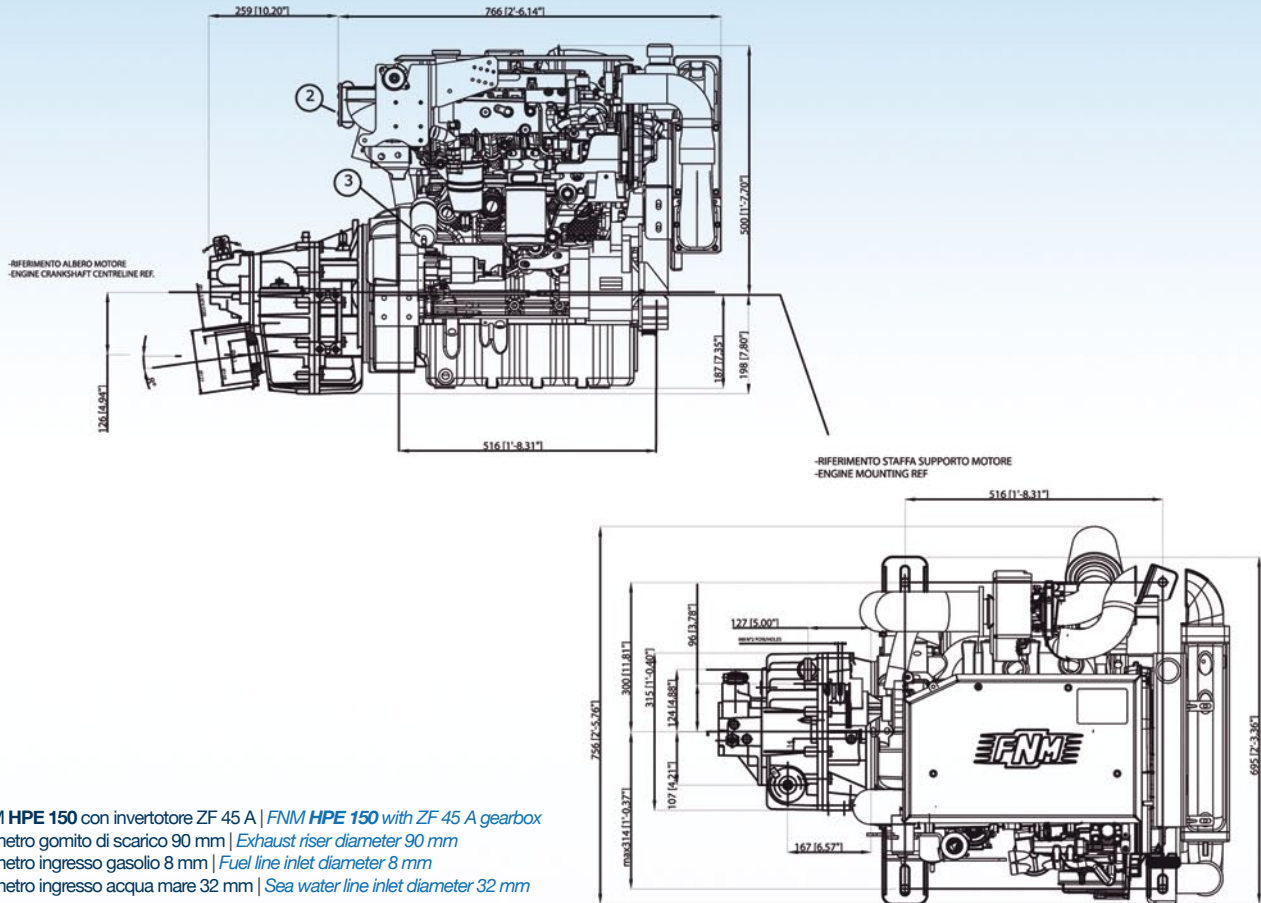 259 [10,20"]
766 [2'-6.14"]
2
3
500 [1'-7,70"]
-RIFERIMENTO ALBERO MOTORE
-ENGINE CRANKSHAFT CENTRELINE REF.
126 [4.94"]
187 [7,35"]
198 [7,80"]
516 [1'-8.31"]
-RIFERIMENTO STAFFA SUPPORTO MOTORE
-ENGINE MOUNTING REF
516 [1'-8.31"]
756 [2'-5,76"]
300 [11,81"]
96 [3.78"]
127 [5.00"]
315 [1'-0.40"]
124 [4,88"]
107 [4,21"]
max314 [1'-0.37"]
167 [6.57"]
695 [2'-3.36"]
FNM
M HPE 150 con invertotore ZF 45 A | FNM HPE 150 with ZF 45 A gearbox
metro gomito di scarico 90 mm | Exhaust riser diameter 90 mm
metro ingresso gasolio 8 mm | Fuel line inlet diameter 8 mm
metro ingresso acqua mare 32 mm | Sea water line inlet diameter 32 mm